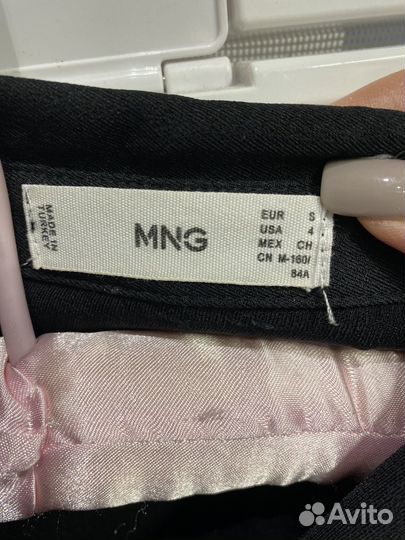 MADE IN
TURKEY
MNG
EUR S
USA 4
MEX CH
CN M-160/
84A
Avito